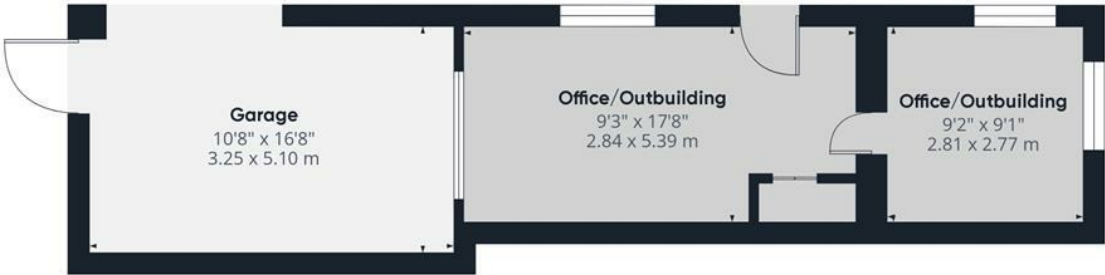 Garage
10'8" x 16'8"
3.25 x 5.10 m
Office/Outbuilding
9'3" x 17'8"
2.84 x 5.39 m
Office/Outbuilding
9'2" x 9'1"
2.81 x 2.77 m